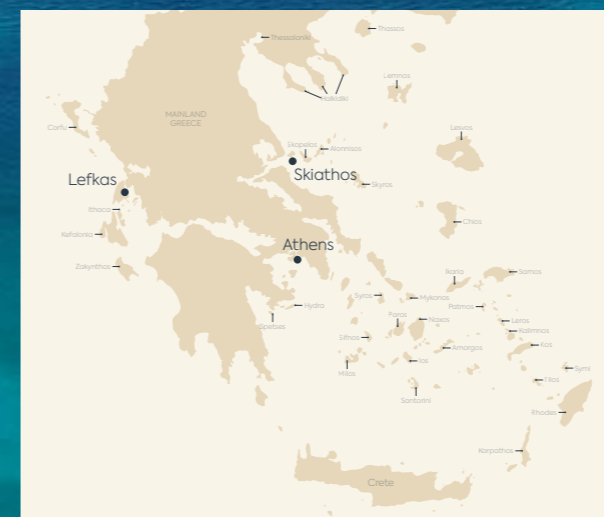 Thassos
Thessaloniki
Lemnos
Halkidiki
MAINLAND
GREECE
Corfu
Lesvos
Skopelos
Alonnisos
Skiathos
Lefkas
Skyros
Ithaca
Chios
Kefalonia
Athens
Zakynthos
Ikaria
Samos
Syros
Mykonos
Patmos
Hydra
Paros
Naxos
Leros
Spetses
Kalimnos
Sifnos
Amorgos
Kos
Ios
Milos
Symi
Tilos
Santorini
Rhodes
Karpathos
Crete